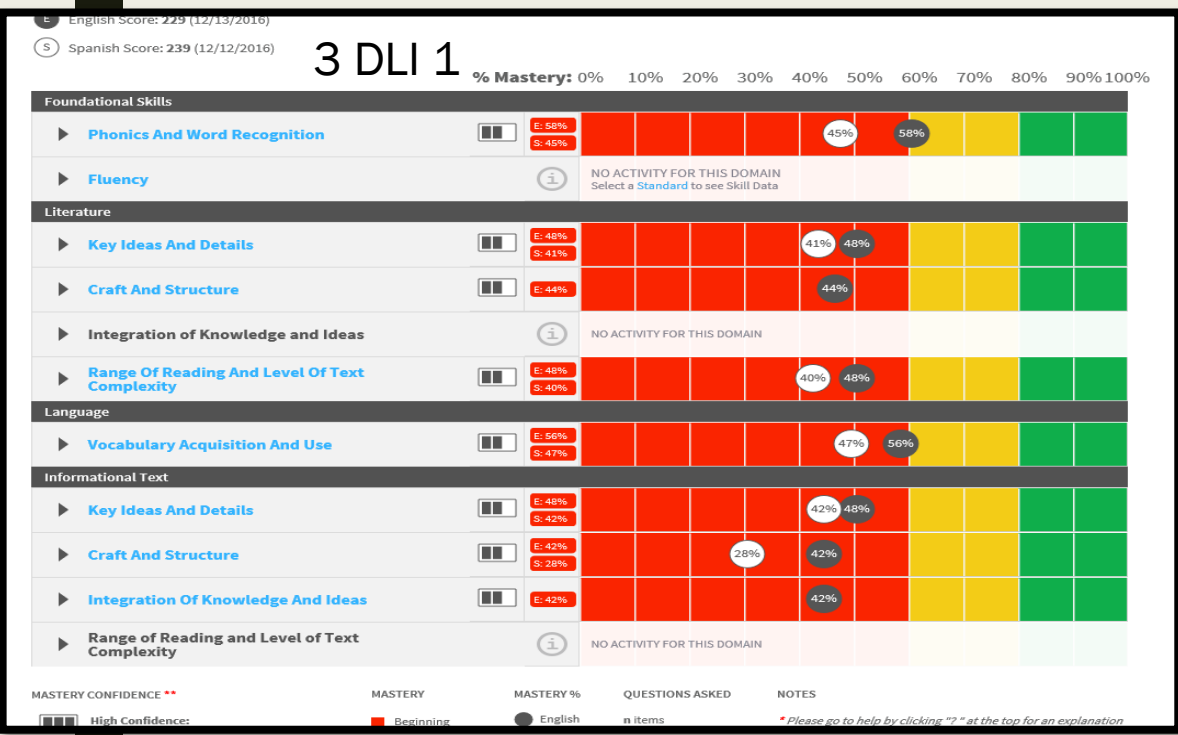 E English Score: 229 (12/13/2016)
S Spanish Score: 239 (12/12/2016)
3 DLI 1
% Mastery: 0% 10% 20% 30% 40% 50% 60% 70% 80% 90% 100%
Foundational Skills
Phonics And Word Recognition E: 58% S: 45% 45% 58%
Fluency i NO ACTIVITY FOR THIS DOMAIN
Select a Standard to see Skill Data
Literature
Key Ideas And Details E: 48% S: 41% 41% 48%
Craft And Structure E: 44% 44%
Integration of Knowledge and Ideas i NO ACTIVITY FOR THIS DOMAIN
Range Of Reading And Level Of Text
Complexity E: 48% S: 40% 40% 48%
Language
Vocabulary Acquisition And Use E: 56% S: 47% 47% 56%
Informational Text
Key Ideas And Details E: 48% S: 42% 42% 48%
Craft And Structure E: 42% S: 28% 28% 42%
Integration Of Knowledge And Ideas E: 42% 42%
Range of Reading and Level of Text
Complexity i NO ACTIVITY FOR THIS DOMAIN
MASTERY CONFIDENCE ** MASTERY MASTERY % QUESTIONS ASKED NOTES
High Confidence: Beginning English n items * Please go to help by clicking "? " at the top for an explanation